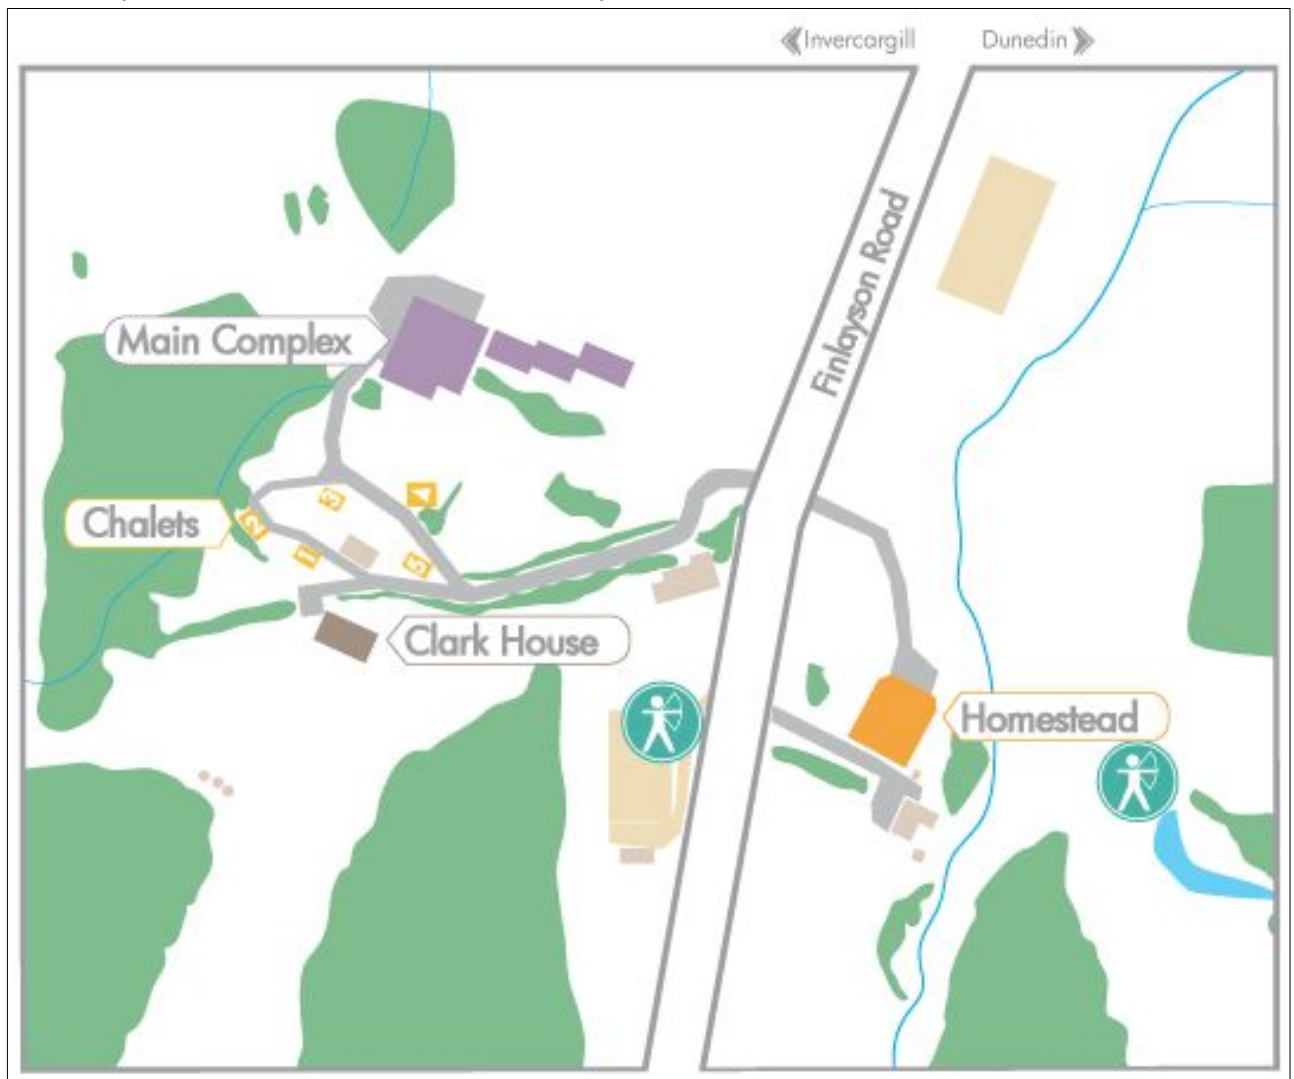 Invercargill
Dunedin
Finlayson Road
Main Complex
3
4
Chalets
2
1
5
Clark House
Homestead